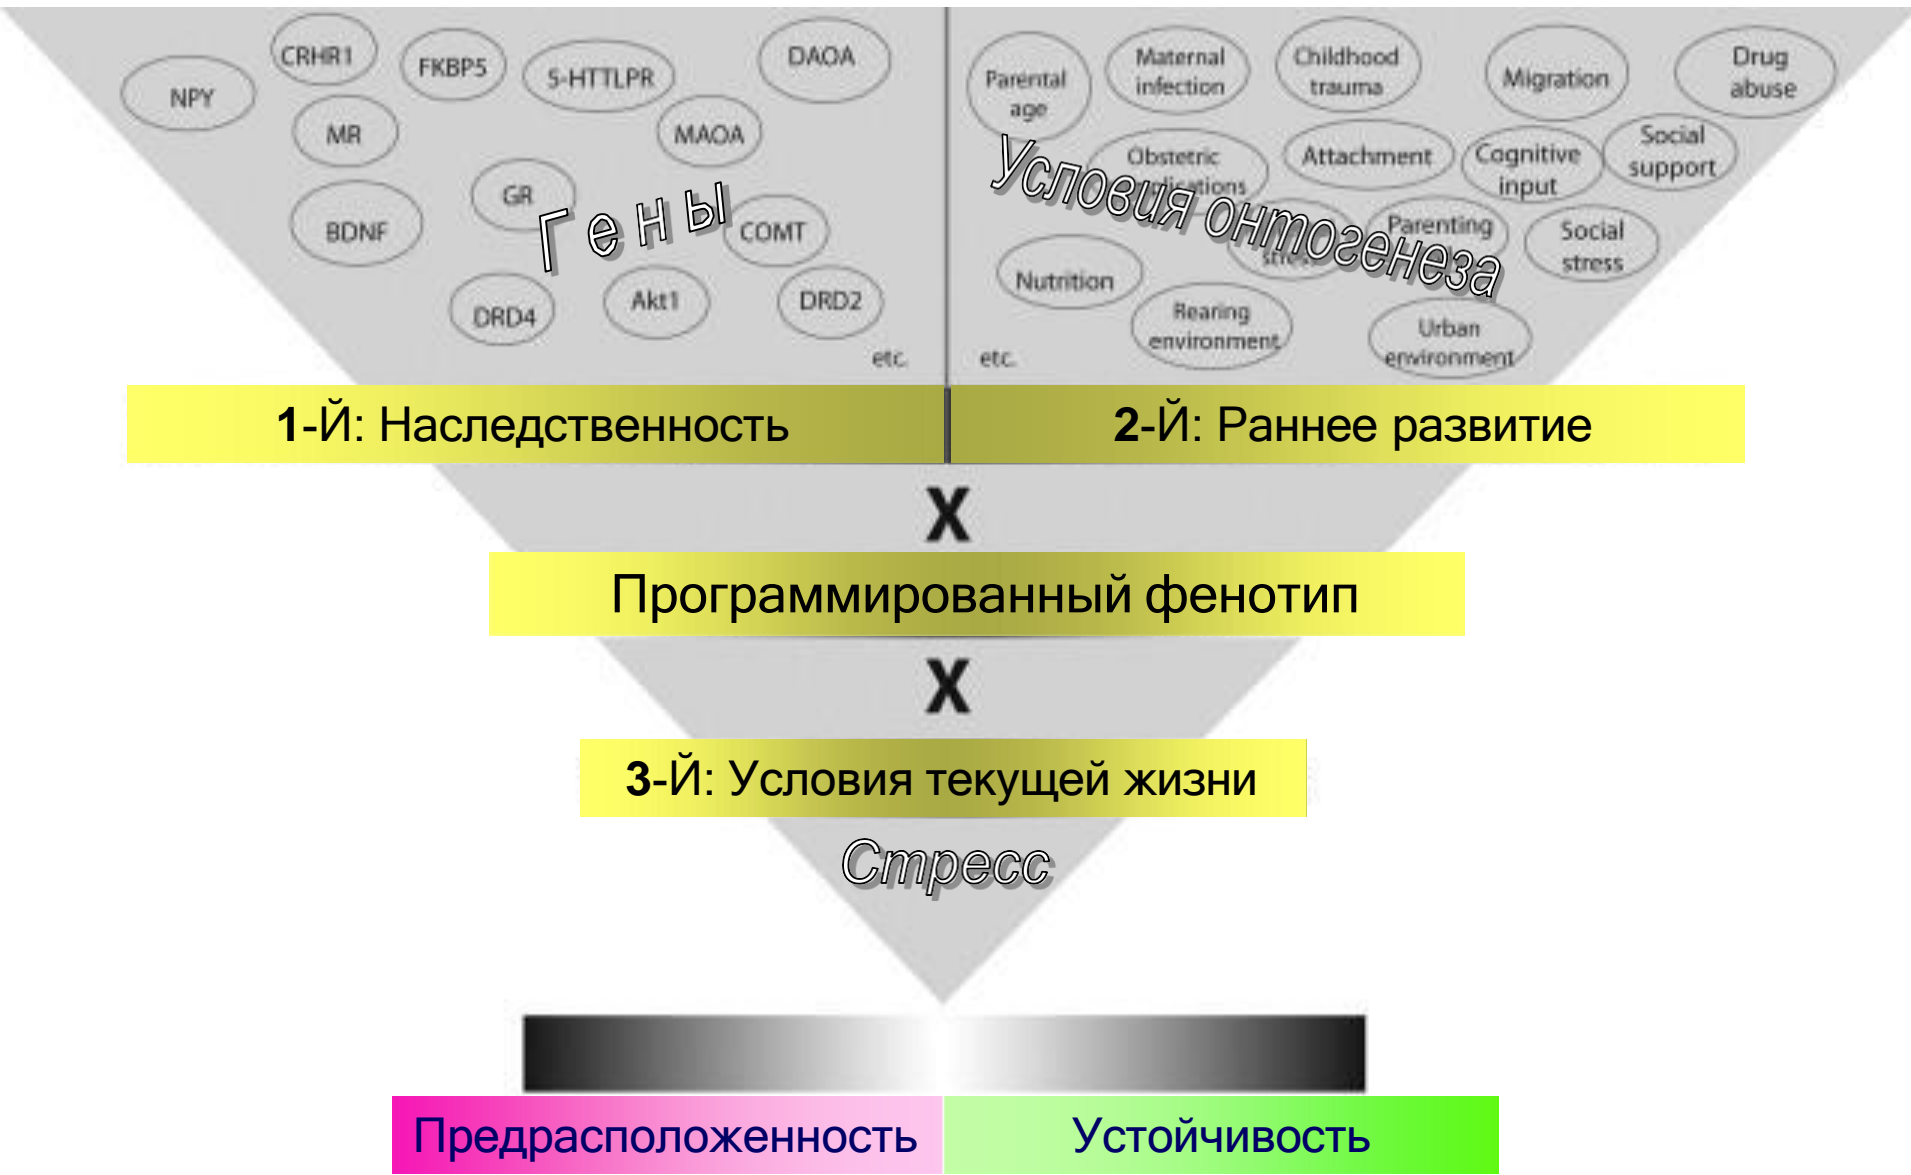 NPY
CRHR1
FKBP5
5-HTTLPR
DAOA
MR
MAOA
GR
BDNF
COMT
DRD4
Akt1
DRD2
etc.
Гены
Parental
age
Maternal
infection
Childhood
trauma
Migration
Drug
abuse
Obstetric
Attachment
Cognitive
input
Social
support
Parenting
Social
stress
stress
Nutrition
Rearing
environment
Urban
environment
etc.
Условия онтогенеза
1-Й: Наследственность
2-Й: Раннее развитие
X
Программированный фенотип
X
3-Й: Условия текущей жизни
Стресс
Предрасположенность
Устойчивость